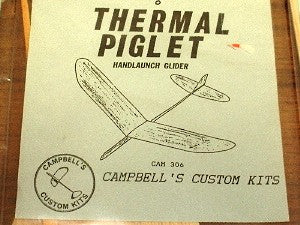 THERMAL
PIGLET
HANDLAUNCH GLIDER
CAM 306
CAMPBELL'S CUSTOM KITS
CAMPBELL'S
CUSTOM KITS